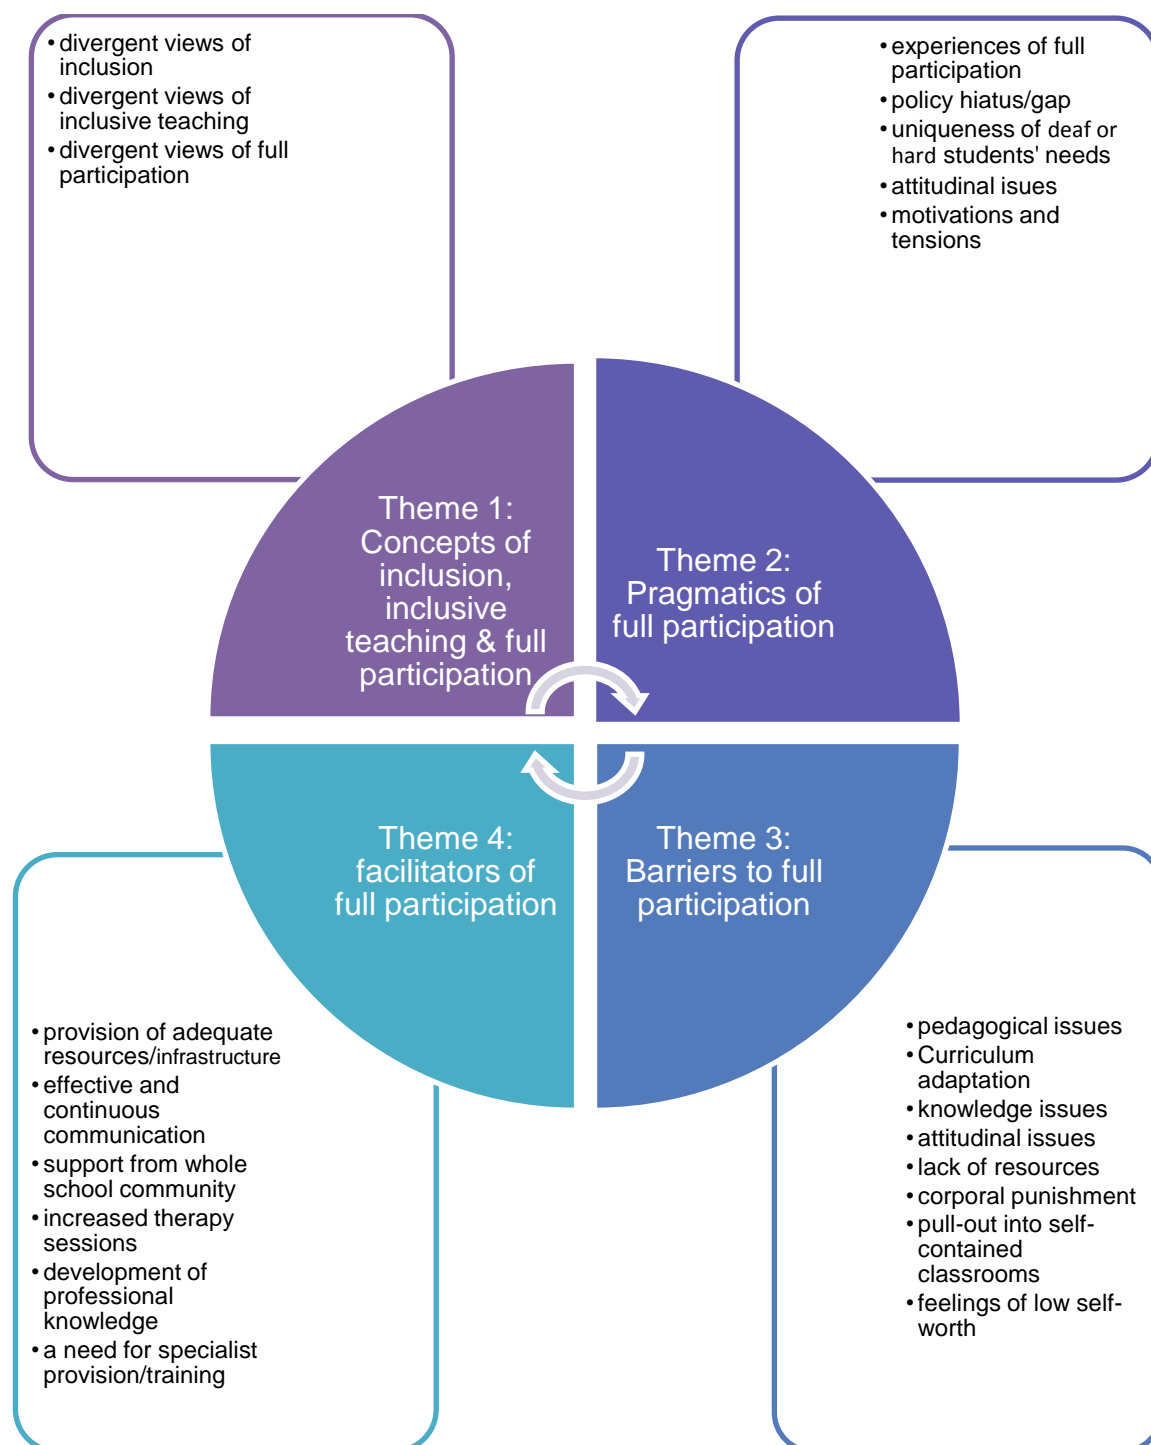 • divergent views of
inclusion
• divergent views of
inclusive teaching
• divergent views of full
participation
• experiences of full
participation
• policy hiatus/gap
• uniqueness of deaf or
hard students' needs
• attitudinal isues
• motivations and
tensions
Theme 1:
Concepts of
inclusion,
inclusive
teaching & full
participation
Theme 2:
Pragmatics of
full participation
Theme 4:
facilitators of
full participation
Theme 3:
Barriers to full
participation
• provision of adequate
resources/infrastructure
• effective and
continuous
communication
• support from whole
school community
• increased therapy
sessions
• development of
professional
knowledge
• a need for specialist
provision/training
• pedagogical issues
• Curriculum
adaptation
• knowledge issues
• attitudinal issues
• lack of resources
• corporal punishment
• pull-out into self-
contained
classrooms
• feelings of low self-
worth